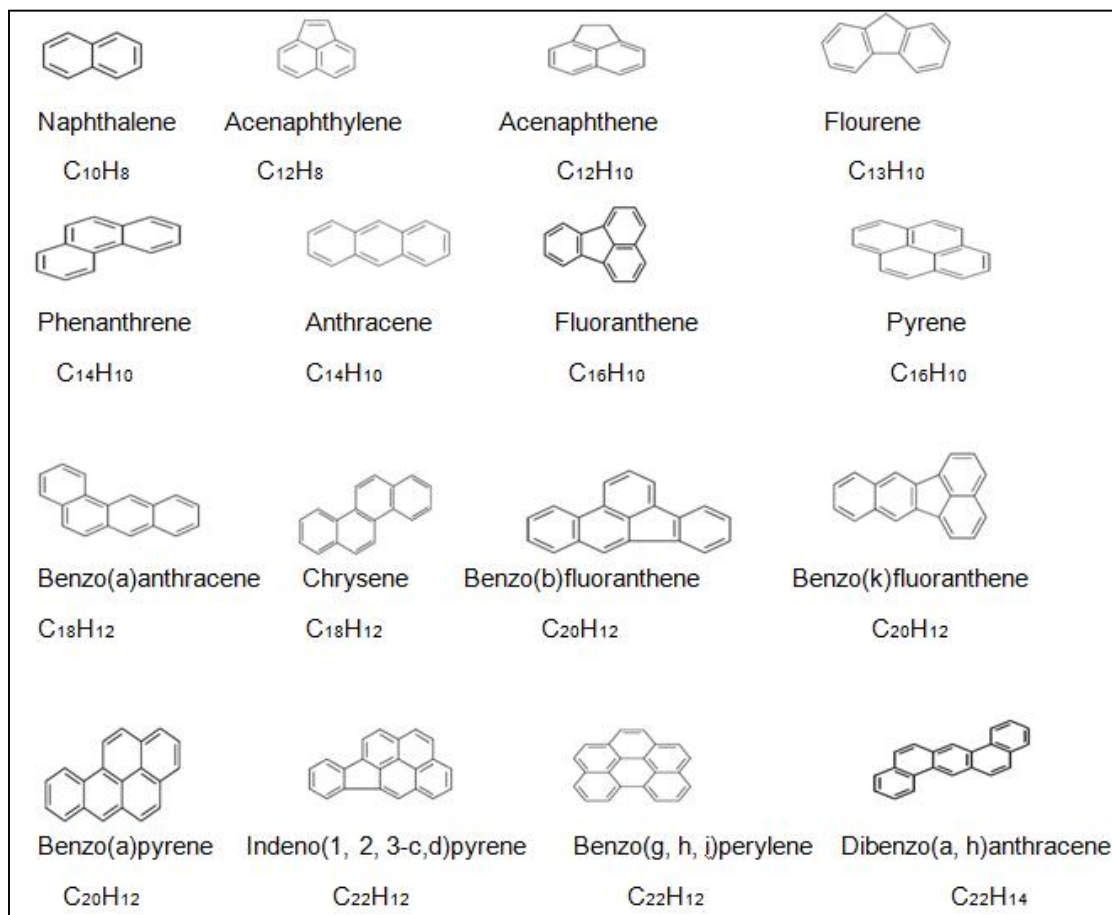 Naphthalene Acenaphthylene Acenaphthene Flourene
C10H8 C12H8 C12H10 C13H10
Phenanthrene Anthracene Fluoranthene Pyrene
C14H10 C14H10 C16H10 C16H10
Benzo(a)anthracene Chrysene Benzo(b)fluoranthene Benzo(k)fluoranthene
C18H12 C18H12 C20H12 C20H12
Benzo(a)pyrene Indeno(1, 2, 3-c,d)pyrene Benzo(g, h, i)perylene Dibenzo(a, h)anthracene
C20H12 C22H12 C22H12 C22H14